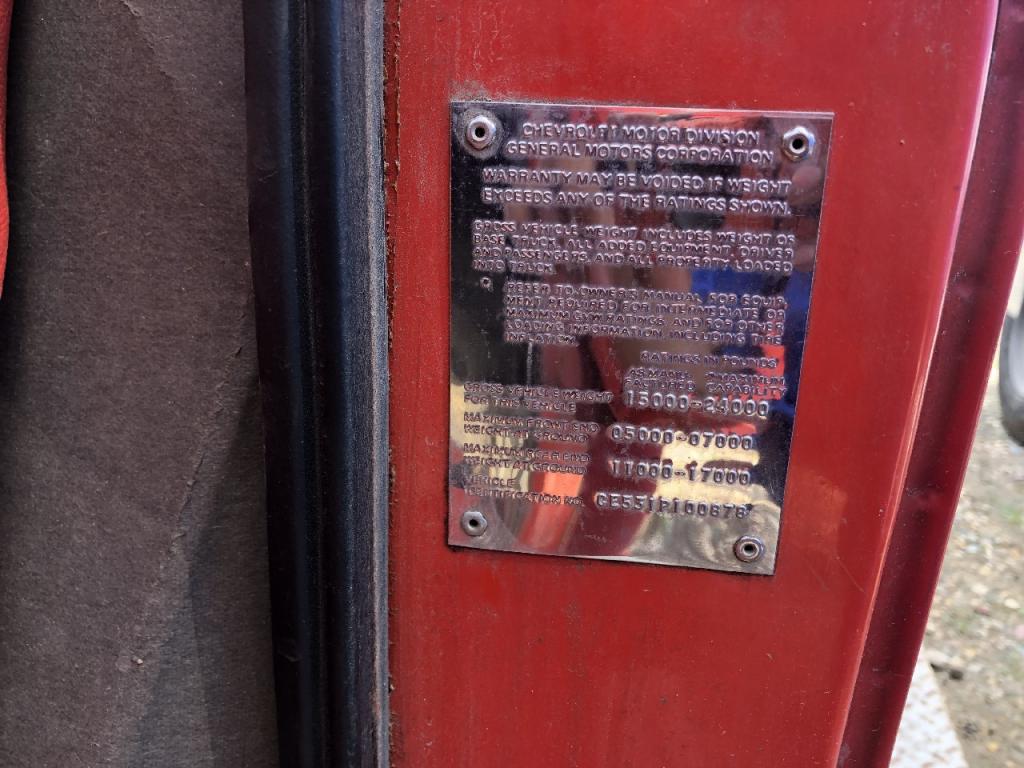 CHEVROLET MOTOR DIVISION
GENERAL MOTORS CORPORATION
WARRANTY MAY BE VOIDED IF WEIGHT
EXCEEDS ANY OF THE RATINGS SHOWN.
GROSS VEHICLE WEIGHT INCLUDES WEIGHT OF
BASE TRUCK, ALL ADDED EQUIPMENT, DRIVER
AND PASSENGERS, AND ALL PROPERTY LOADED
INTO TRUCK.
REFER TO OWNER'S MANUAL FOR EQUIP-
MENT REQUIRED FOR INTERMEDIATE OR
MAXIMUM GVW RATINGS AND FOR OTHER
LOADING INFORMATION, INCLUDING TIRE
INFLATION.
RATINGS IN POUNDS
AS MANU- MAXIMUM
FACTURED CAPABILITY
GROSS VEHICLE WEIGHT
FOR THIS VEHICLE 15000-24000
MAXIMUM FRONT END
WEIGHT AT GROUND 05000-07000
MAXIMUM REAR END
WEIGHT AT GROUND 11000-17000
VEHICLE
IDENTIFICATION NO.